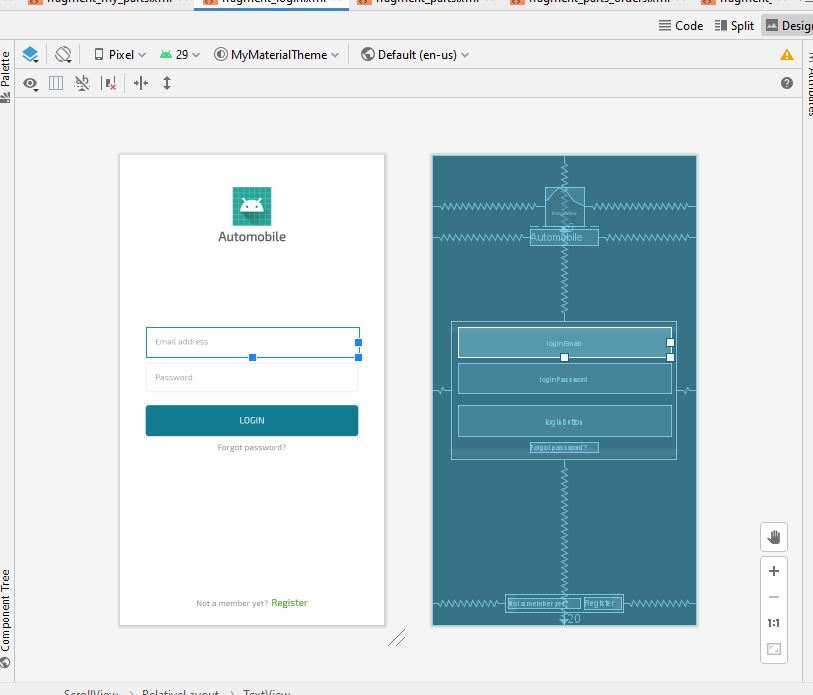 fragment_my_parts.xml
fragment_login.xml
fragment_parts.xml
fragment_parts_order.xml
fragment_
Code
Split
Design
Palette
Pixel
29
MyMaterialTheme
Default (en-us)
Attributes
Automobile
Email address
Password
LOGIN
Forgot password?
Not a member yet? Register
ImageView
Automobile
loginEmail
loginPassword
loginButton
Forgot password?
Not a member yet?
Register
20
1:1
Component Tree
ScrollView
RelativeLayout
TextView